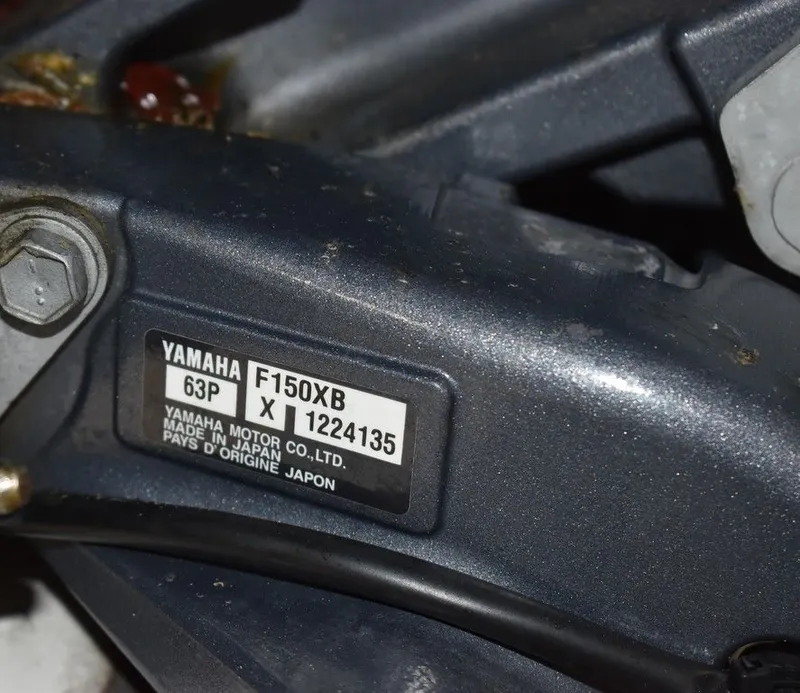 YAMAHA F150XB
63P X 1224135
YAMAHA MOTOR CO.,LTD.
MADE IN JAPAN
PAYS D'ORIGINE JAPON